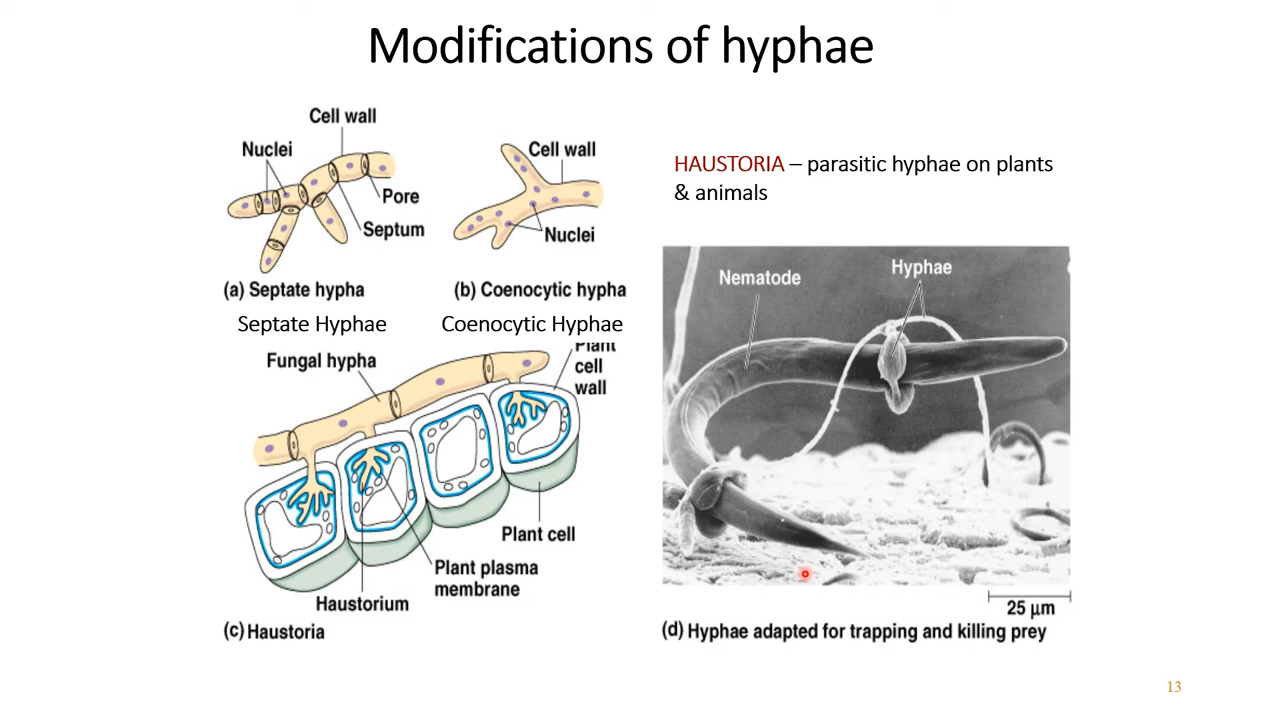 Modifications of hyphae
Cell wall
Nuclei
Pore
Septum
(a) Septate hypha
Cell wall
Nuclei
(b) Coenocytic hypha
HAUSTORIA – parasitic hyphae on plants
& animals
Septate Hyphae
Coenocytic Hyphae
Fungal hypha
Plant
cell
wall
Plant cell
Plant plasma
membrane
Haustorium
(c) Haustoria
Nematode
Hyphae
25 μm
(d) Hyphae adapted for trapping and killing prey
13